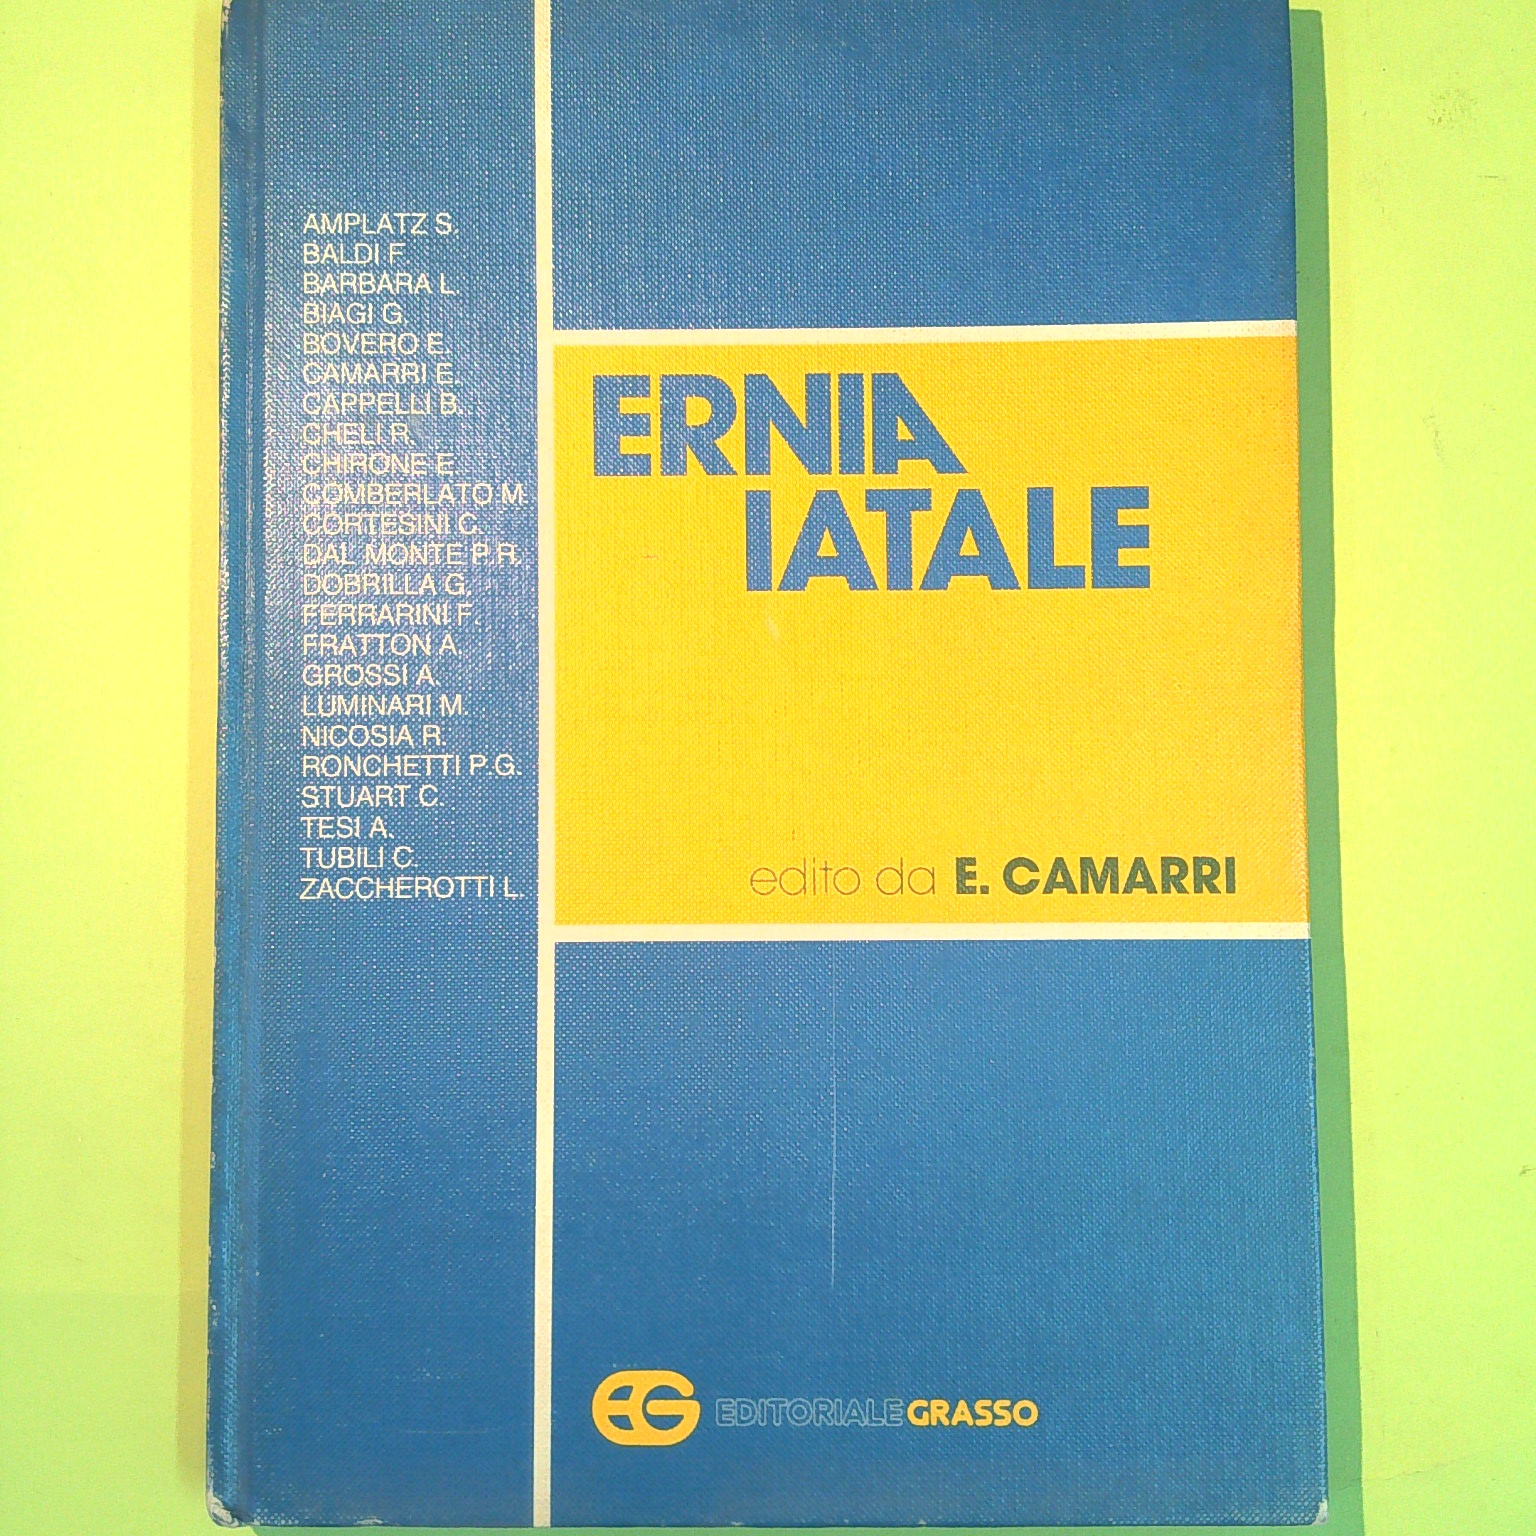 AMPLATZ S.
BALDI F.
BARBARA L.
BIAGI G.
BOVERO E.
CAMARRI E.
CAPPELLI B.
CHELI R.
CHIRONE E.
COMBERLATO M.
CORTESINI C.
DAL MONTE P.R.
DOBRILLA G.
FERRARINI F.
FRATTON A.
GROSSI A.
LUMINARI M.
NICOSIA R.
RONCHETTI P.G.
STUART C.
TESI A.
TUBILI C.
ZACCHEROTTI L.
ERNIA
IATALE
edito da E. CAMARRI
EG EDITORIALE GRASSO